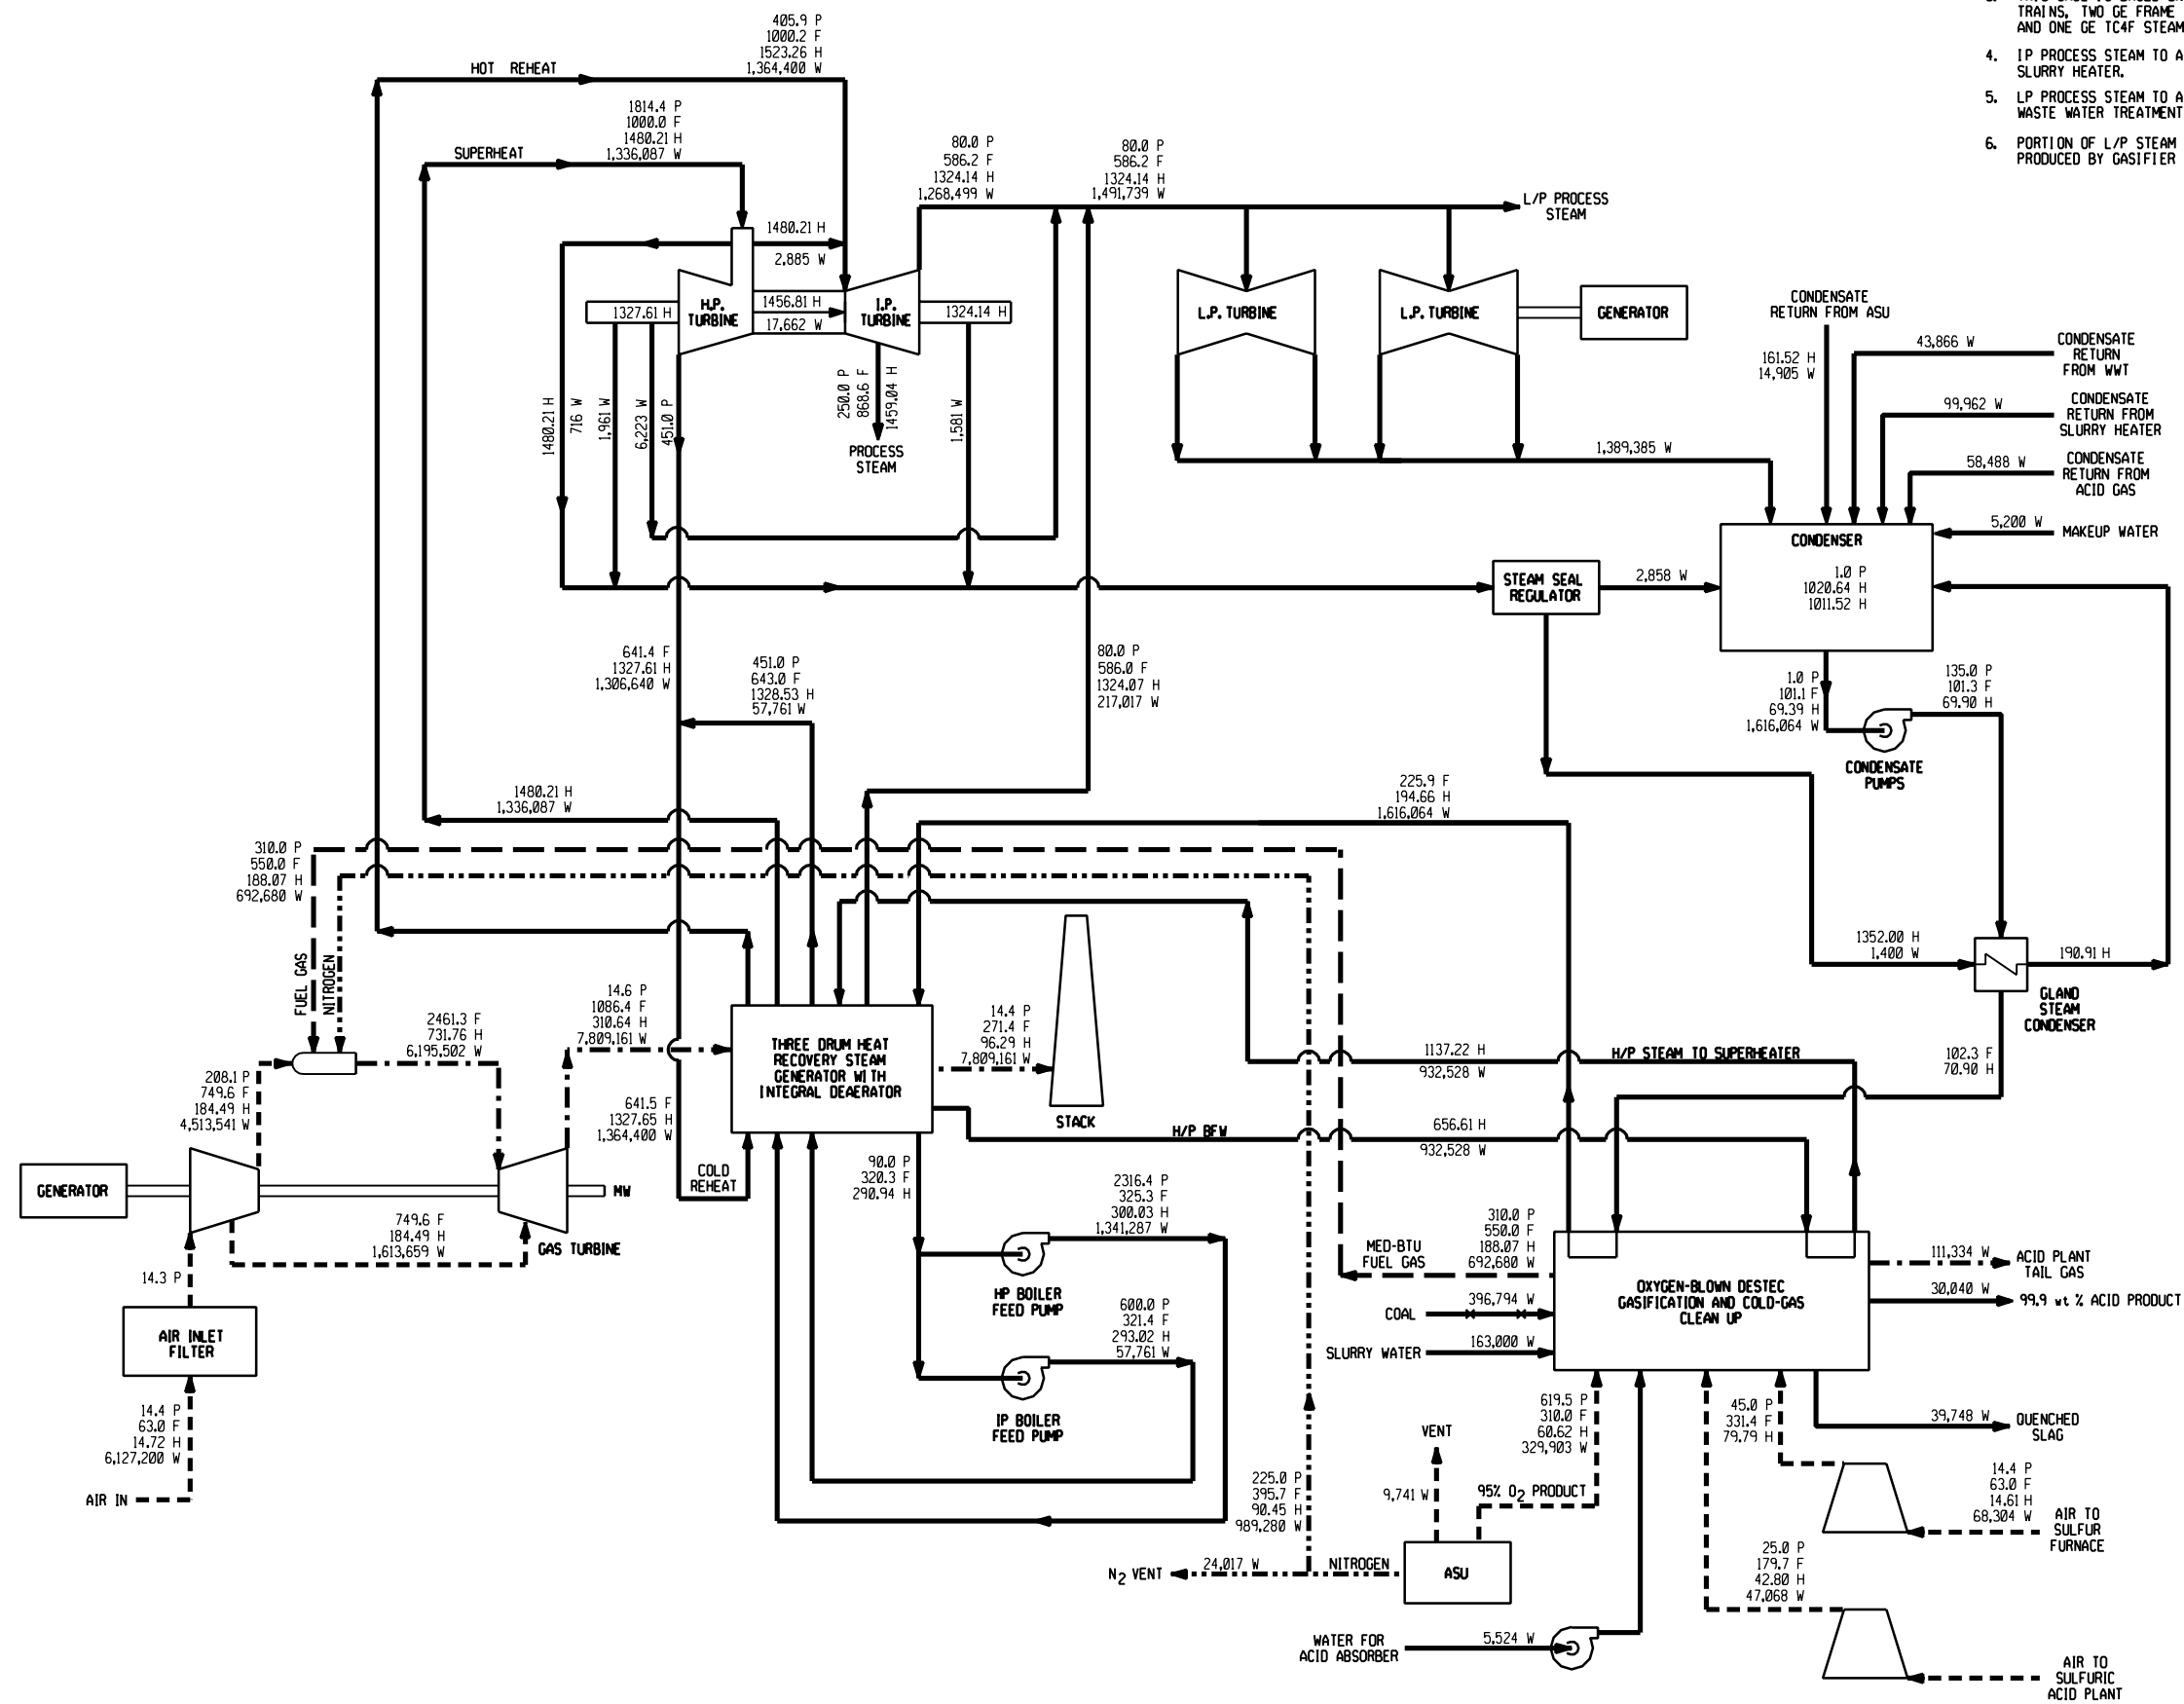 TRAINS, TWO GE FRAME
AND ONE GE TC4F STEAM
4. IP PROCESS STEAM TO A
SLURRY HEATER.
5. LP PROCESS STEAM TO A
WASTE WATER TREATMENT
6. PORTION OF L/P STEAM
PRODUCED BY GASIFIER
405.9 P
1000.2 F
1523.26 H
1,364,400 W
HOT REHEAT
1814.4 P
1000.0 F
1480.21 H
1,336,087 W
SUPERHEAT
80.0 P
586.2 F
1324.14 H
1,268,499 W
80.0 P
586.2 F
1324.14 H
1,491,739 W
L/P PROCESS
STEAM
1480.21 H
2,885 W
H.P.
TURBINE
1456.81 H
17,662 W
I.P.
TURBINE
1327.61 H
1324.14 H
L.P. TURBINE
L.P. TURBINE
GENERATOR
1480.21 H
716 W
1,961 W
6,223 W
451.0 P
250.0 P
868.6 F
1459.04 H
PROCESS
STEAM
1,581 W
CONDENSATE
RETURN FROM ASU
161.52 H
14,905 W
43,866 W
CONDENSATE
RETURN
FROM WWT
99,962 W
CONDENSATE
RETURN FROM
SLURRY HEATER
58,488 W
CONDENSATE
RETURN FROM
ACID GAS
1,389,385 W
5,200 W
MAKEUP WATER
CONDENSER
1.0 P
1020.64 H
1011.52 H
STEAM SEAL
REGULATOR
2,858 W
641.4 F
1327.61 H
1,306,640 W
451.0 P
643.0 F
1328.53 H
57,761 W
80.0 P
586.0 F
1324.07 H
217,017 W
1.0 P
101.1 F
69.39 H
1,616,064 W
135.0 P
101.3 F
69.90 H
CONDENSATE
PUMPS
1480.21 H
1,336,087 W
225.9 F
194.66 H
1,616,064 W
310.0 P
550.0 F
188.07 H
692,680 W
FUEL GAS
NITROGEN
1352.00 H
1,400 W
190.91 H
GLAND
STEAM
CONDENSER
2461.3 F
731.76 H
6,195,502 W
14.6 P
1086.4 F
310.64 H
7,809,161 W
THREE DRUM HEAT
RECOVERY STEAM
GENERATOR WITH
INTEGRAL DEAERATOR
14.4 P
271.4 F
96.29 H
7,809,161 W
STACK
1137.22 H
932,528 W
H/P STEAM TO SUPERHEATER
102.3 F
70.90 H
208.1 P
749.6 F
184.49 H
4,513,541 W
641.5 F
1327.65 H
1,364,400 W
H/P BFW
656.61 H
932,528 W
GENERATOR
MW
COLD
REHEAT
90.0 P
320.3 F
290.94 H
2316.4 P
325.3 F
300.03 H
1,341,287 W
749.6 F
184.49 H
1,613,659 W
GAS TURBINE
14.3 P
HP BOILER
FEED PUMP
MED-BTU
FUEL GAS
310.0 P
550.0 F
188.07 H
692,680 W
OXYGEN-BLOWN DESTEC
GASIFICATION AND COLD-GAS
CLEAN UP
111,334 W
ACID PLANT
TAIL GAS
30,040 W
99.9 wt % ACID PRODUCT
COAL
396,794 W
SLURRY WATER
163,000 W
AIR INLET
FILTER
600.0 P
321.4 F
293.02 H
57,761 W
IP BOILER
FEED PUMP
14.4 P
63.0 F
14.72 H
6,127,200 W
AIR IN
619.5 P
310.0 F
60.62 H
329,903 W
45.0 P
331.4 F
79.79 H
39,748 W
QUENCHED
SLAG
VENT
9,741 W
95% O2 PRODUCT
225.0 P
395.7 F
90.45 H
989,280 W
14.4 P
63.0 F
14.61 H
68,304 W
AIR TO
SULFUR
FURNACE
N2 VENT
24,017 W
NITROGEN
ASU
25.0 P
179.7 F
42.80 H
47,068 W
WATER FOR
ACID ABSORBER
5,524 W
AIR TO
SULFURIC
ACID PLANT